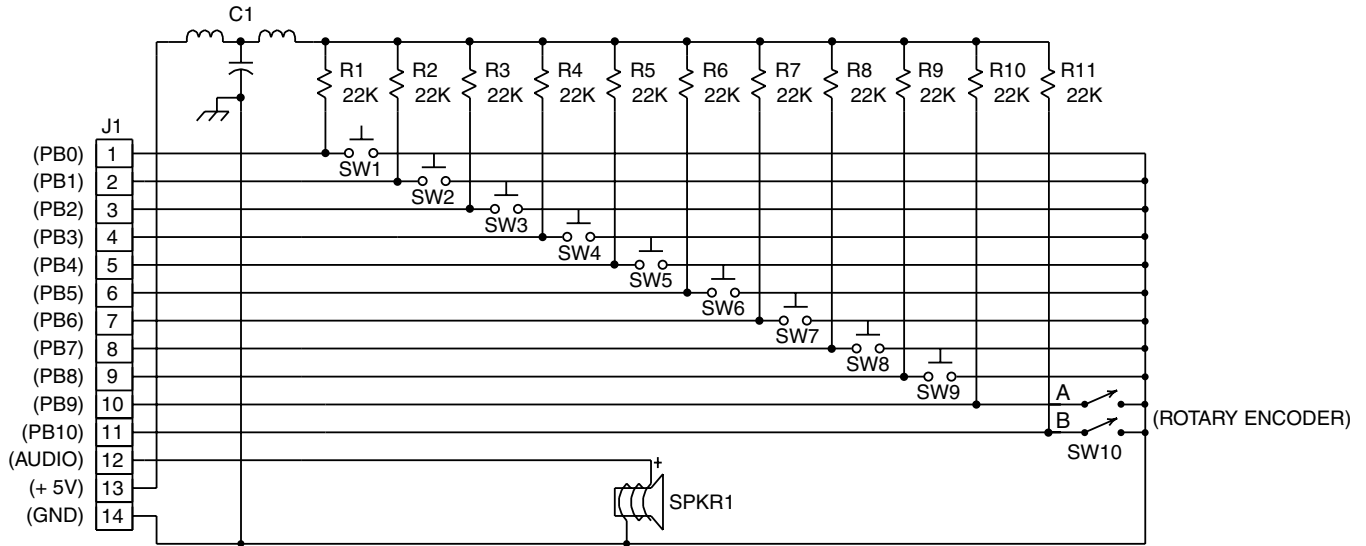 C1
R1 R2 R3 R4 R5 R6 R7 R8 R9 R10 R11
22K 22K 22K 22K 22K 22K 22K 22K 22K 22K 22K
J1
(PB0) 1
SW1
(PB1) 2
SW2
(PB2) 3
SW3
(PB3) 4
SW4
(PB4) 5
SW5
(PB5) 6
SW6
(PB6) 7
SW7
(PB7) 8
SW8
(PB8) 9
SW9
(PB9) 10 A
(ROTARY ENCODER)
(PB10) 11 B
SW10
(AUDIO) 12 +
(+ 5V) 13
SPKR1
(GND) 14